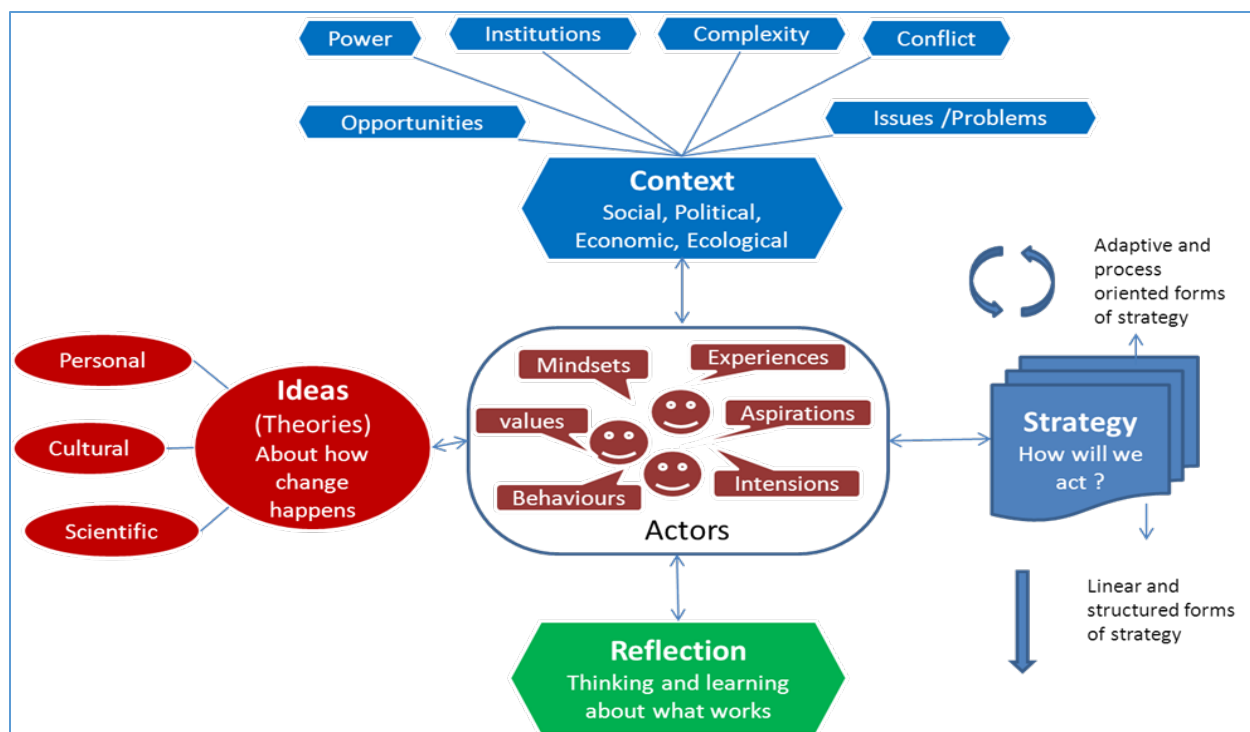 Power
Institutions
Complexity
Conflict
Opportunities
Issues /Problems
Context
Social, Political,
Economic, Ecological
Adaptive and
process
oriented forms
of strategy
Personal
Cultural
Scientific
Ideas
(Theories)
About how
change
happens
Mindsets
Experiences
values
Aspirations
Behaviours
Intensions
Actors
Strategy
How will we
act ?
Linear and
structured forms
of strategy
Reflection
Thinking and learning
about what works